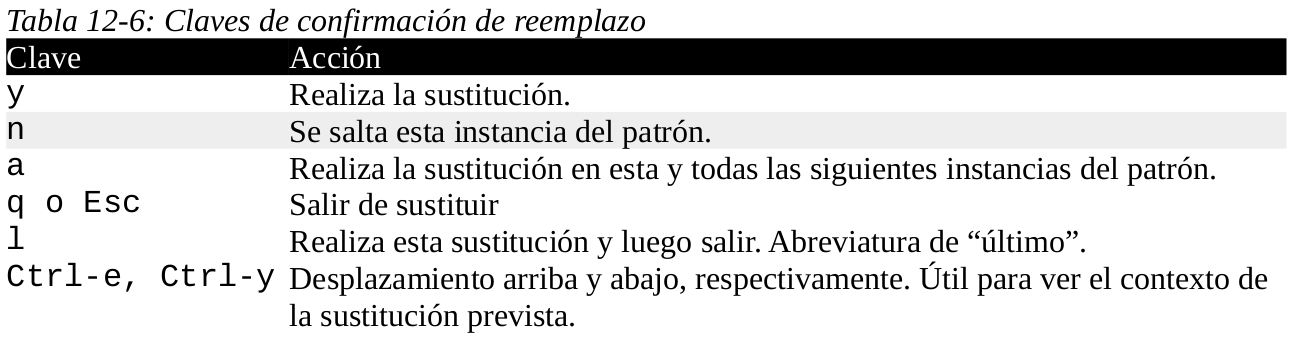 Tabla 12-6: Claves de confirmación de reemplazo
Clave Acción
y Realiza la sustitución.
n Se salta esta instancia del patrón.
a Realiza la sustitución en esta y todas las siguientes instancias del patrón.
q o Esc Salir de sustituir
l Realiza esta sustitución y luego salir. Abreviatura de “último”.
Ctrl-e, Ctrl-y Desplazamiento arriba y abajo, respectivamente. Útil para ver el contexto de
la sustitución prevista.